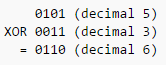 0101 (decimal 5)
XOR 0011 (decimal 3)
= 0110 (decimal 6)